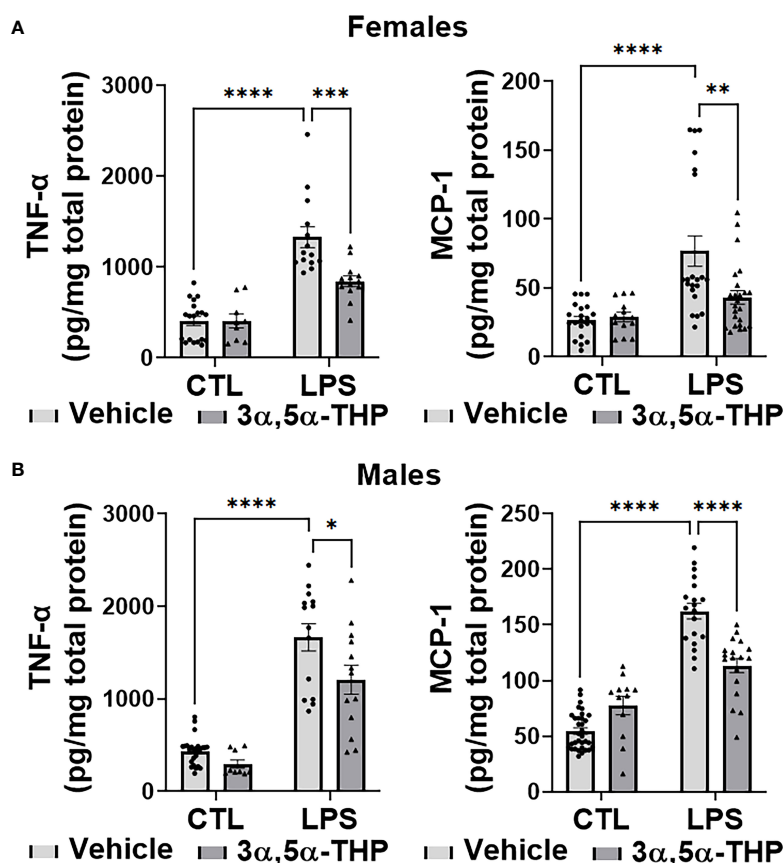 A
Females
TNF-α
(pg/mg total protein)
3000
2000
1000
0
****
***
CTL
LPS
Vehicle
3α,5α-THP
MCP-1
(pg/mg total protein)
200
150
100
50
0
****
**
CTL
LPS
Vehicle
3α,5α-THP
B
Males
TNF-α
(pg/mg total protein)
3000
2000
1000
0
****
*
CTL
LPS
Vehicle
3α,5α-THP
MCP-1
(pg/mg total protein)
250
200
150
100
50
0
****
****
CTL
LPS
Vehicle
3α,5α-THP